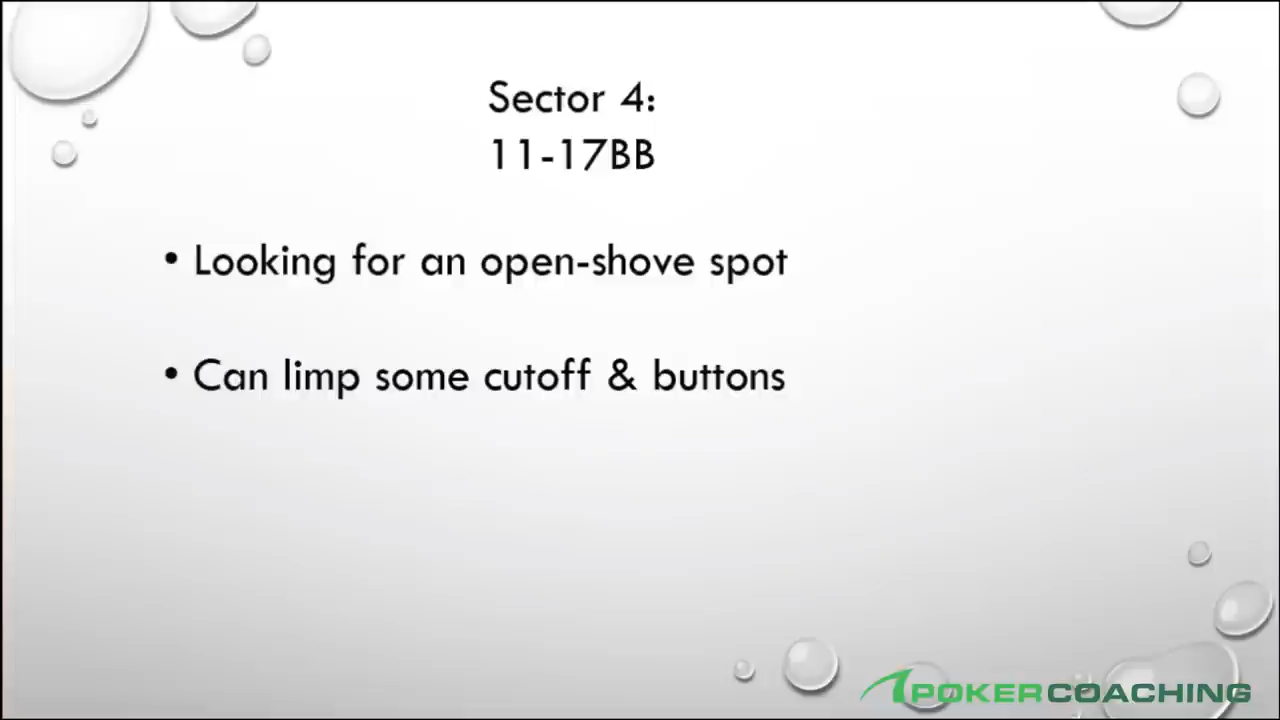 Sector 4:
11-17BB
• Looking for an open-shove spot
• Can limp some cutoff & buttons
POKERCOACHING